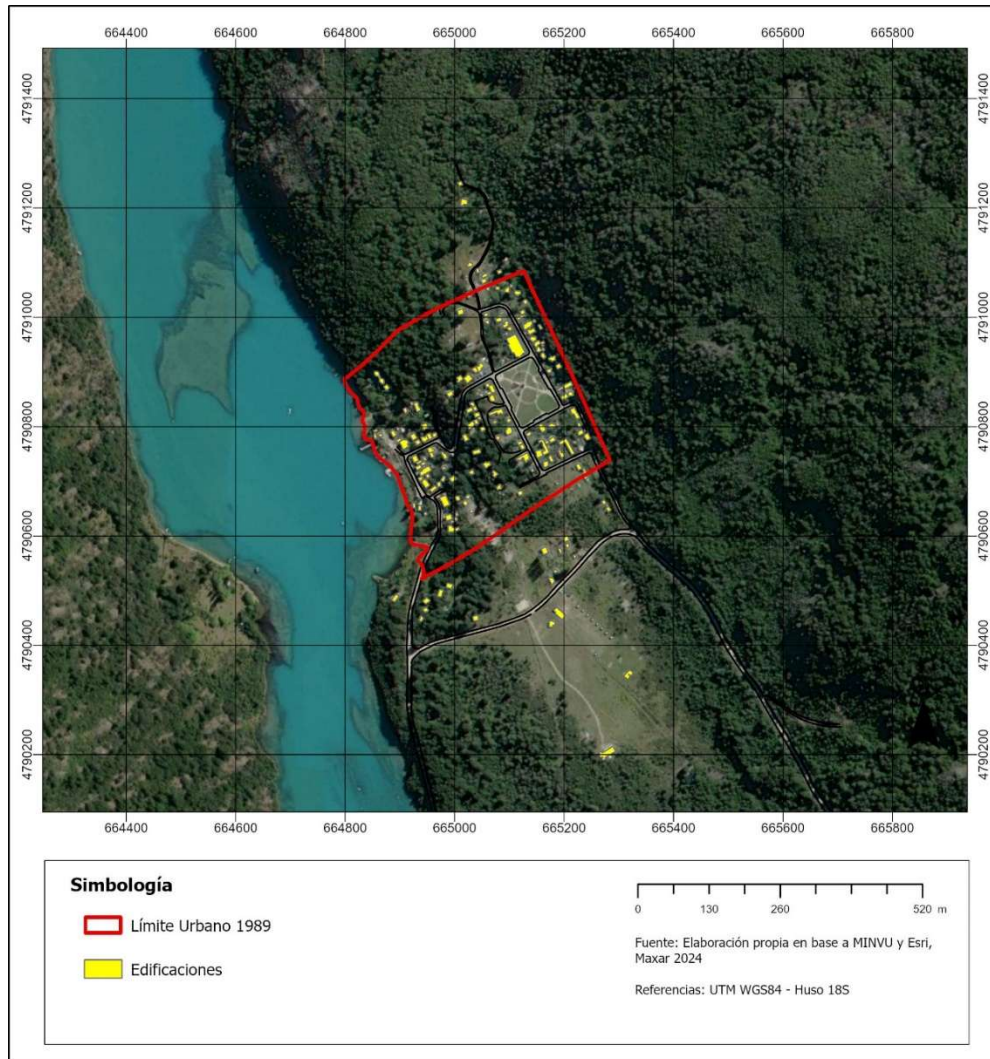 664400 664600 664800 665000 665200 665400 665600 665800
4791400 4791400
4791200 4791200
4791000 4791000
4790800 4790800
4790600 4790600
4790400 4790400
4790200 4790200
664400 664600 664800 665000 665200 665400 665600 665800
Simbología
Límite Urbano 1989
Edificaciones
0 130 260 520 m
Fuente: Elaboración propia en base a MINVU y Esri,
Maxar 2024
Referencias: UTM WGS84 - Huso 18S